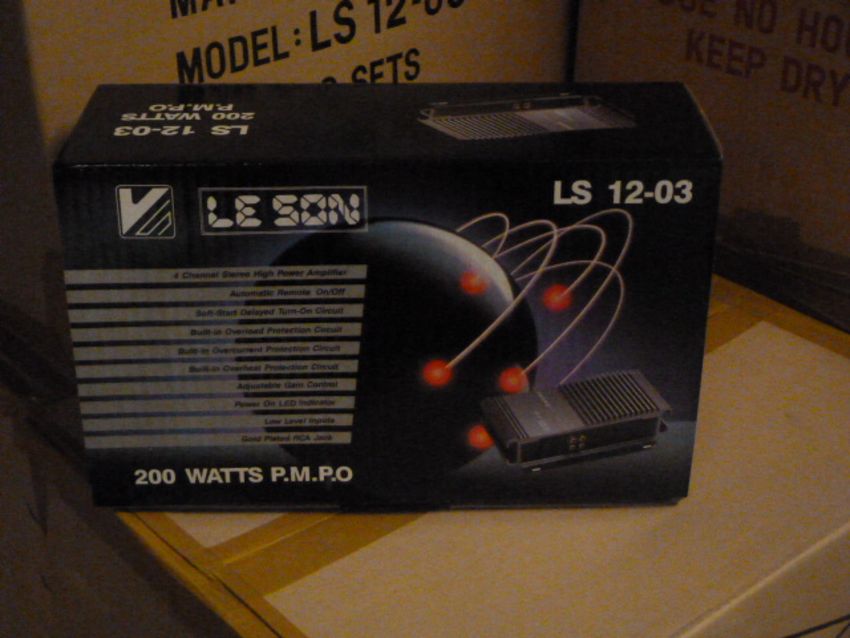 MODEL: LS 12-03
SETS
USE NO HO
KEEP DRY
LS 12-03
200 WATTS
P.M.P.O
LE SON
LS 12-03
4 Channel Stereo High Power Amplifier
Automatic Remote On/Off
Soft-Start Delayed Turn-On Circuit
Built-in Overload Protection Circuit
Built-in Overcurrent Protection Circuit
Built-in Overheat Protection Circuit
Adjustable Gain Control
Power On LED Indicator
Low Level Inputs
Gold Plated RCA Jack
200 WATTS P.M.P.O